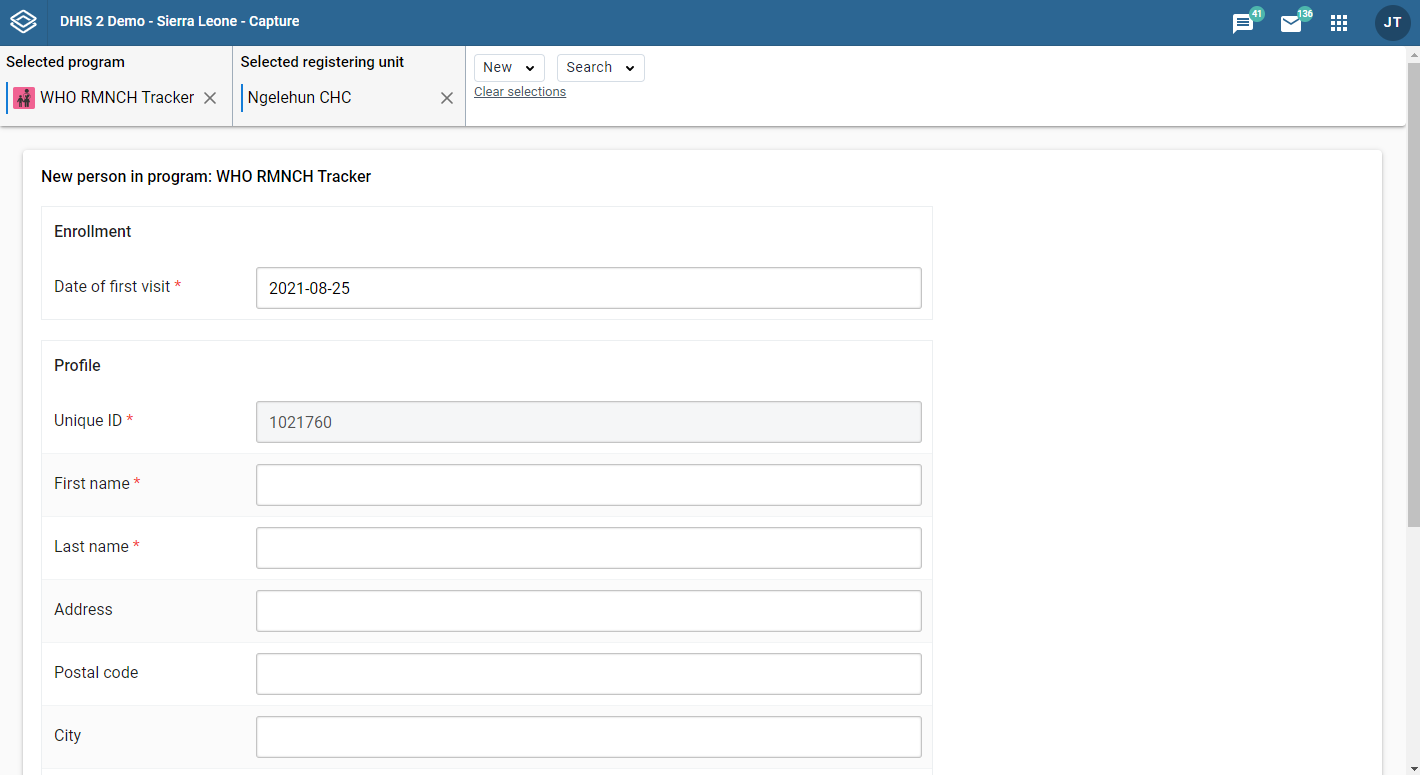 DHIS 2 Demo - Sierra Leone - Capture
41
136
JT
Selected program
WHO RMNCH Tracker
Selected registering unit
Ngelehun CHC
New
Search
Clear selections
New person in program: WHO RMNCH Tracker
Enrollment
Date of first visit *
2021-08-25
Profile
Unique ID *
1021760
First name *
Last name *
Address
Postal code
City